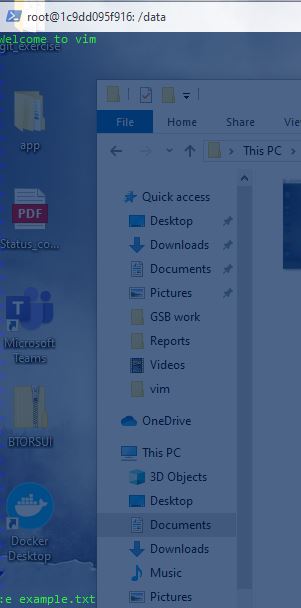 root@1c9dd095f916: /data
Welcome to vim
git_exercise
app
File
Home
Share
This PC
PDF
Status_co...
Quick access
Desktop
Downloads
Documents
Pictures
GSB work
Reports
Videos
vim
Microsoft
Teams
OneDrive
BTORSUI
This PC
3D Objects
Desktop
Docker
Desktop
Documents
Downloads
Music
Pictures
:e example.txt